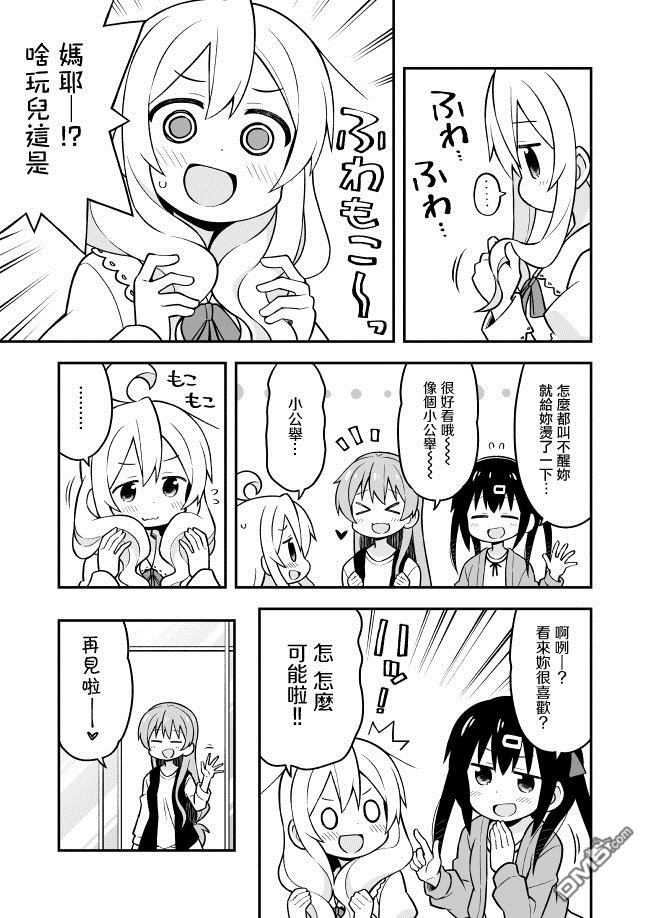 ふわ…
ふわ…
……
媽耶—!?
啥玩兒這是
ふわもこ～っ
怎麼都叫不醒妳
就給妳燙了一下…
很好看哦～～
像個小公舉～～～
小公舉…
もこ
もこ
………
啊咧—？
看來妳很喜歡？
怎 怎麼
可能啦!!
再見啦—♥
DM5.com